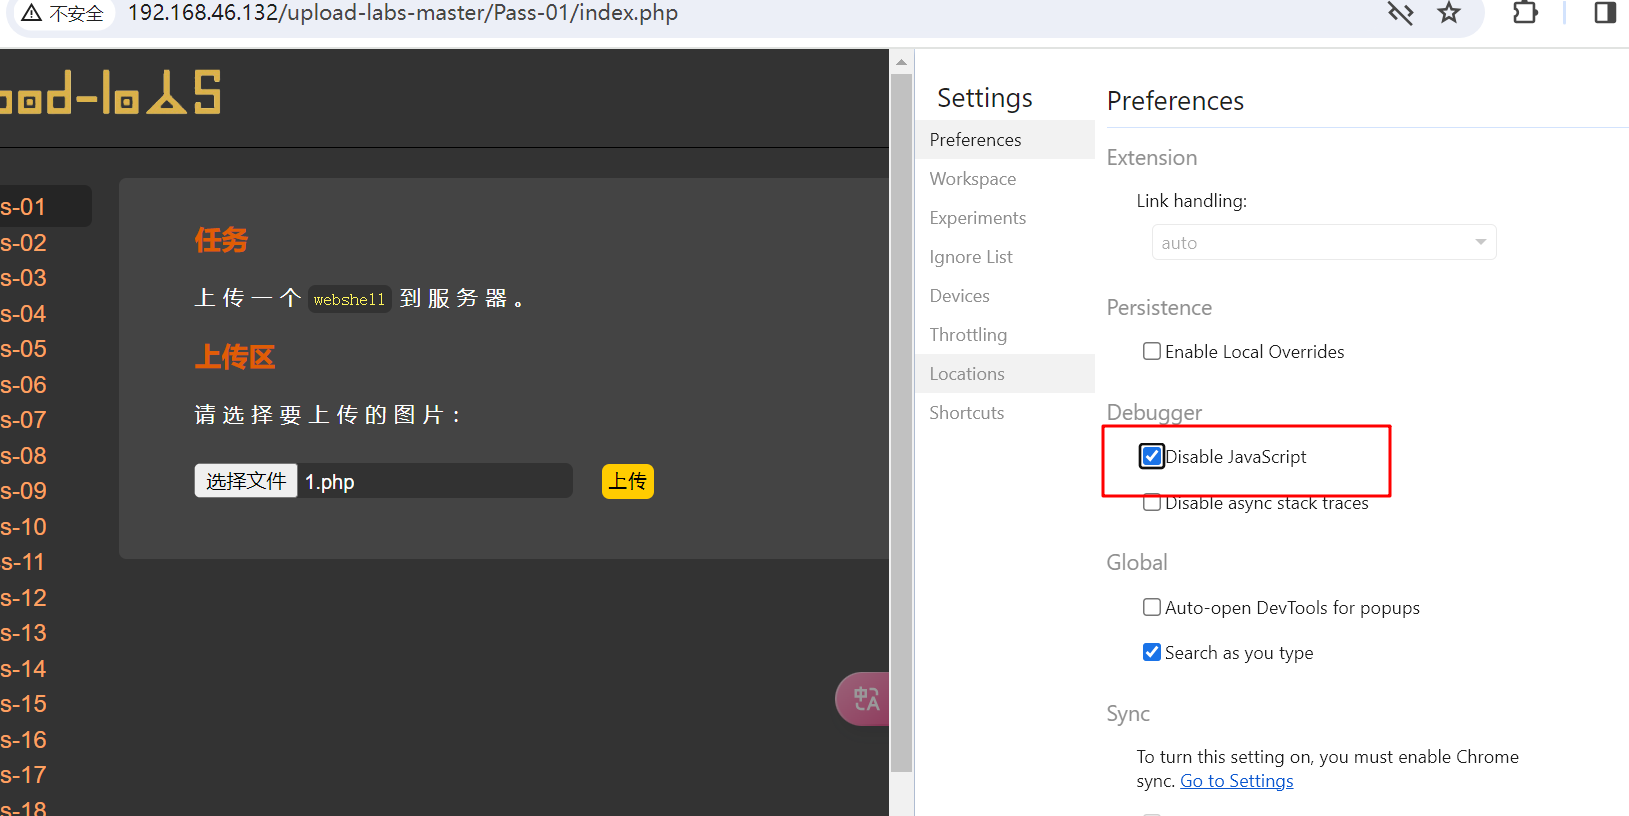 不安全 192.168.46.132/upload-labs-master/Pass-01/index.php
oad-labs
s-01
s-02
s-03
s-04
s-05
s-06
s-07
s-08
s-09
s-10
s-11
s-12
s-13
s-14
s-15
s-16
s-17
s-18
任务
上传一个 webshell 到服务器。
上传区
请选择要上传的图片：
选择文件 1.php 上传
中A
Settings
Preferences
Workspace
Experiments
Ignore List
Devices
Throttling
Locations
Shortcuts
Preferences
Extension
Link handling:
auto
Persistence
Enable Local Overrides
Debugger
Disable JavaScript
Disable async stack traces
Global
Auto-open DevTools for popups
Search as you type
Sync
To turn this setting on, you must enable Chrome
sync. Go to Settings